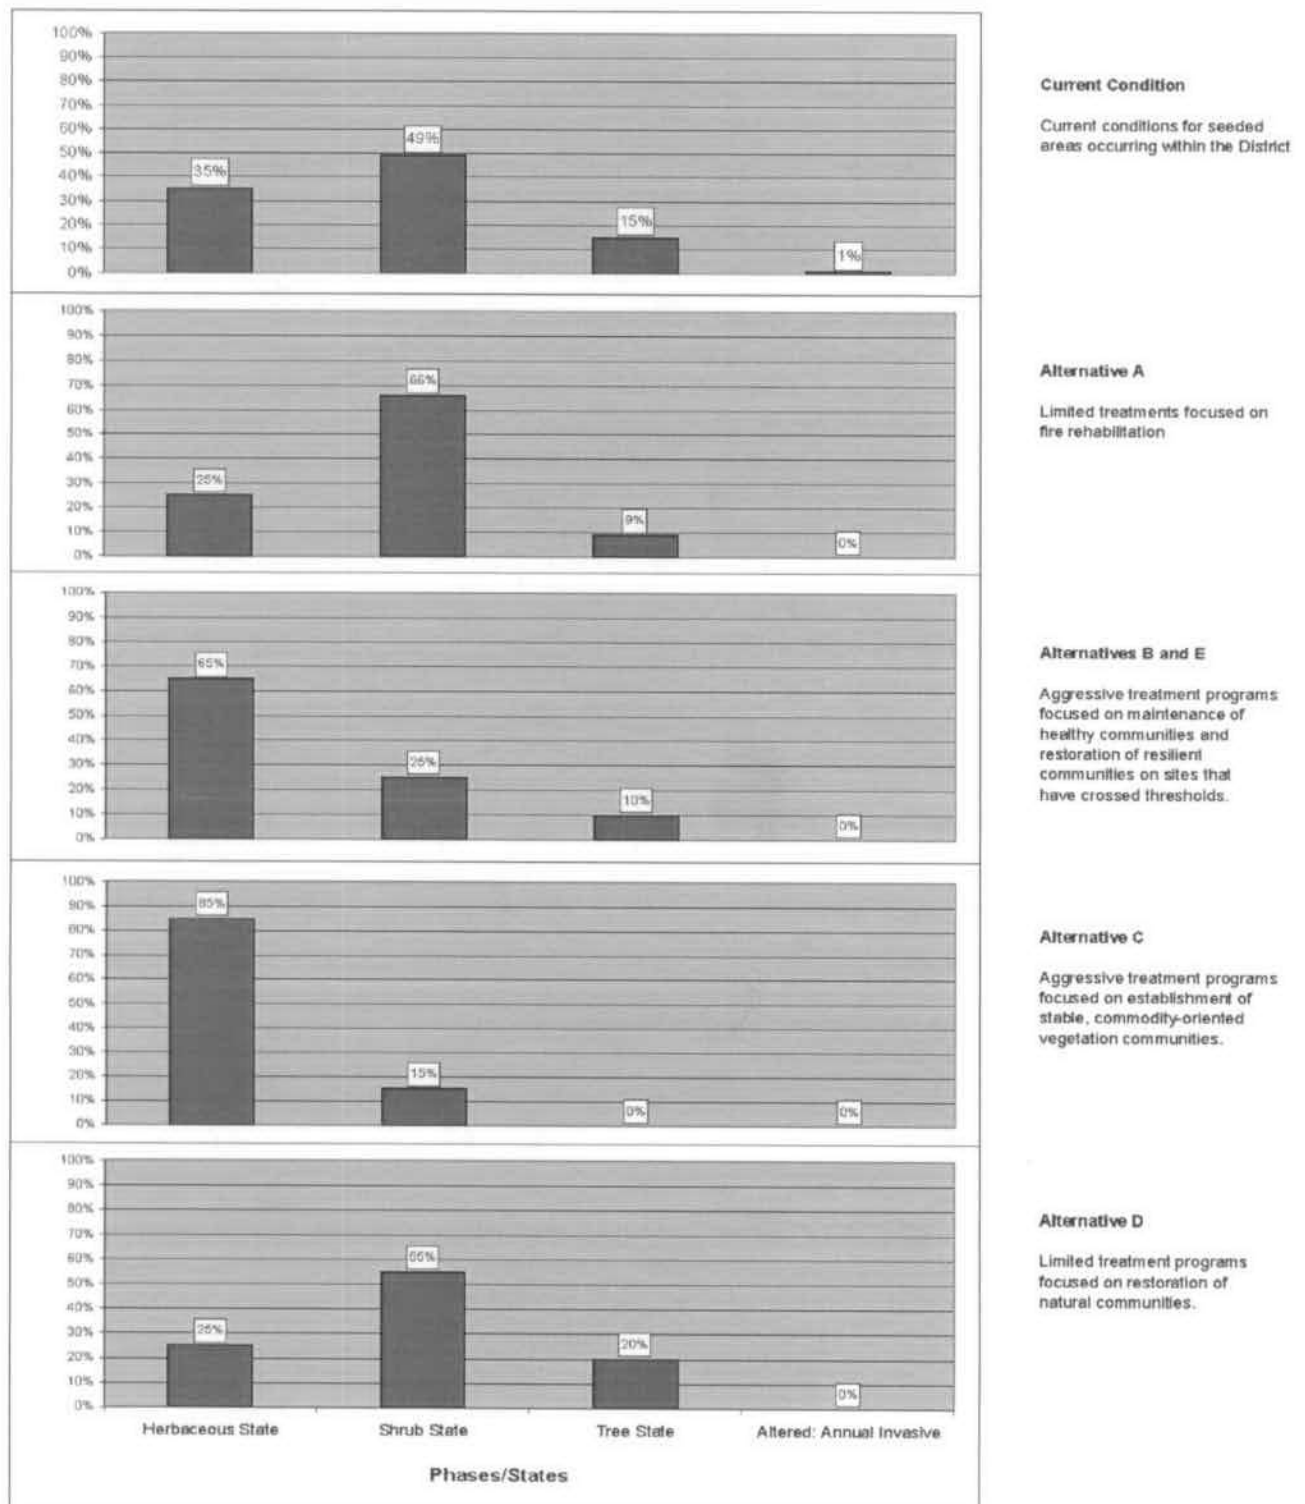 100%
90%
80%
70%
60%
50%
40%
30%
20%
10%
0%
35%
49%
15%
1%
Current Condition
Current conditions for seeded
areas occurring within the District
100%
90%
80%
70%
60%
50%
40%
30%
20%
10%
0%
25%
66%
9%
0%
Alternative A
Limited treatments focused on
fire rehabilitation
100%
90%
80%
70%
60%
50%
40%
30%
20%
10%
0%
65%
25%
10%
0%
Alternatives B and E
Aggressive treatment programs
focused on maintenance of
healthy communities and
restoration of resilient
communities on sites that
have crossed thresholds.
100%
90%
80%
70%
60%
50%
40%
30%
20%
10%
0%
85%
15%
0%
0%
Alternative C
Aggressive treatment programs
focused on establishment of
stable, commodity-oriented
vegetation communities.
100%
90%
80%
70%
60%
50%
40%
30%
20%
10%
0%
25%
55%
20%
0%
Alternative D
Limited treatment programs
focused on restoration of
natural communities.
Herbaceous State
Shrub State
Tree State
Altered: Annual Invasive
Phases/States